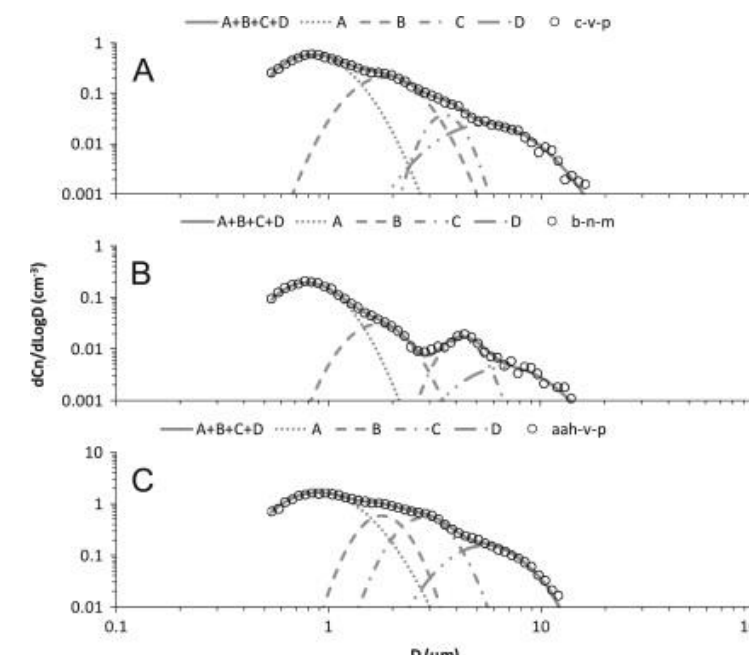 A+B+C+D A B C D c-v-p
1
A
0.1
0.01
0.001
A+B+C+D A B C D b-n-m
1
B
0.1
0.01
0.001
dCn/dLogD (cm⁻³)
A+B+C+D A B C D aah-v-p
10
C
1
0.1
0.01
0.1 1 10
D (µm)